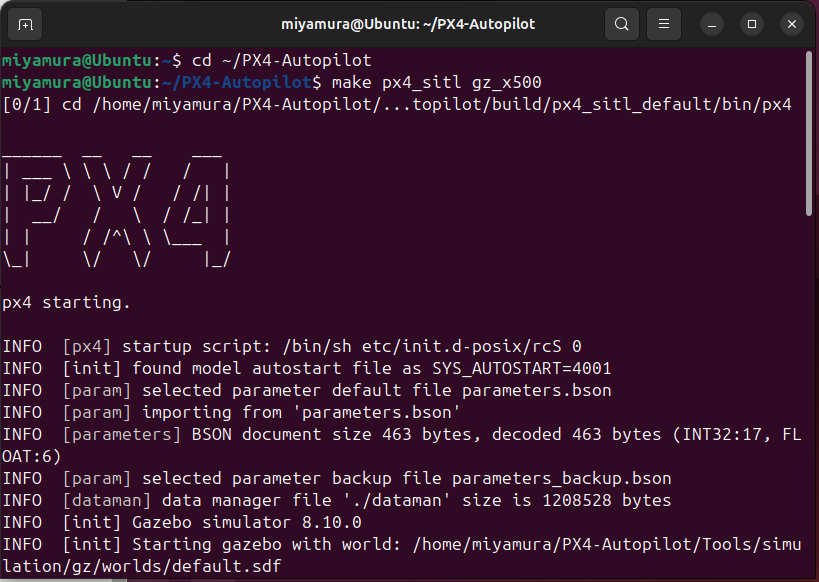 miyamura@Ubuntu: ~/PX4-Autopilot
miyamura@Ubuntu:~$ cd ~/PX4-Autopilot
miyamura@Ubuntu:~/PX4-Autopilot$ make px4_sitl gz_x500
[0/1] cd /home/miyamura/PX4-Autopilot/...topilot/build/px4_sitl_default/bin/px4
______  __   __    ___
| ___ \ \ \ / /   /   |
| |_/ /  \ V /   / /| |
|  __/   /   \  / /_| |
| |     / /^\ \ \___  |
\_|     \/   \/     |_/
px4 starting.
INFO  [px4] startup script: /bin/sh etc/init.d-posix/rcS 0
INFO  [init] found model autostart file as SYS_AUTOSTART=4001
INFO  [param] selected parameter default file parameters.bson
INFO  [param] importing from 'parameters.bson'
INFO  [parameters] BSON document size 463 bytes, decoded 463 bytes (INT32:17, FL
OAT:6)
INFO  [param] selected parameter backup file parameters_backup.bson
INFO  [dataman] data manager file './dataman' size is 1208528 bytes
INFO  [init] Gazebo simulator 8.10.0
INFO  [init] Starting gazebo with world: /home/miyamura/PX4-Autopilot/Tools/simu
lation/gz/worlds/default.sdf